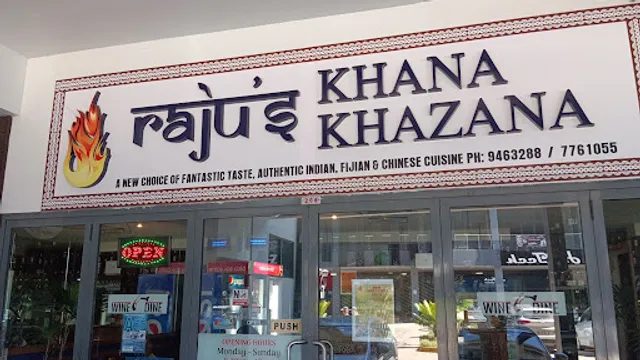 raju's
KHANA
KHAZANA
A NEW CHOICE OF FANTASTIC TASTE, AUTHENTIC INDIAN, FIJIAN & CHINESE CUISINE PH: 9463288 / 7761055
OPEN
WINE DINE
PUSH
OPENING HOURS
Monday - Sunday
WINE DINE